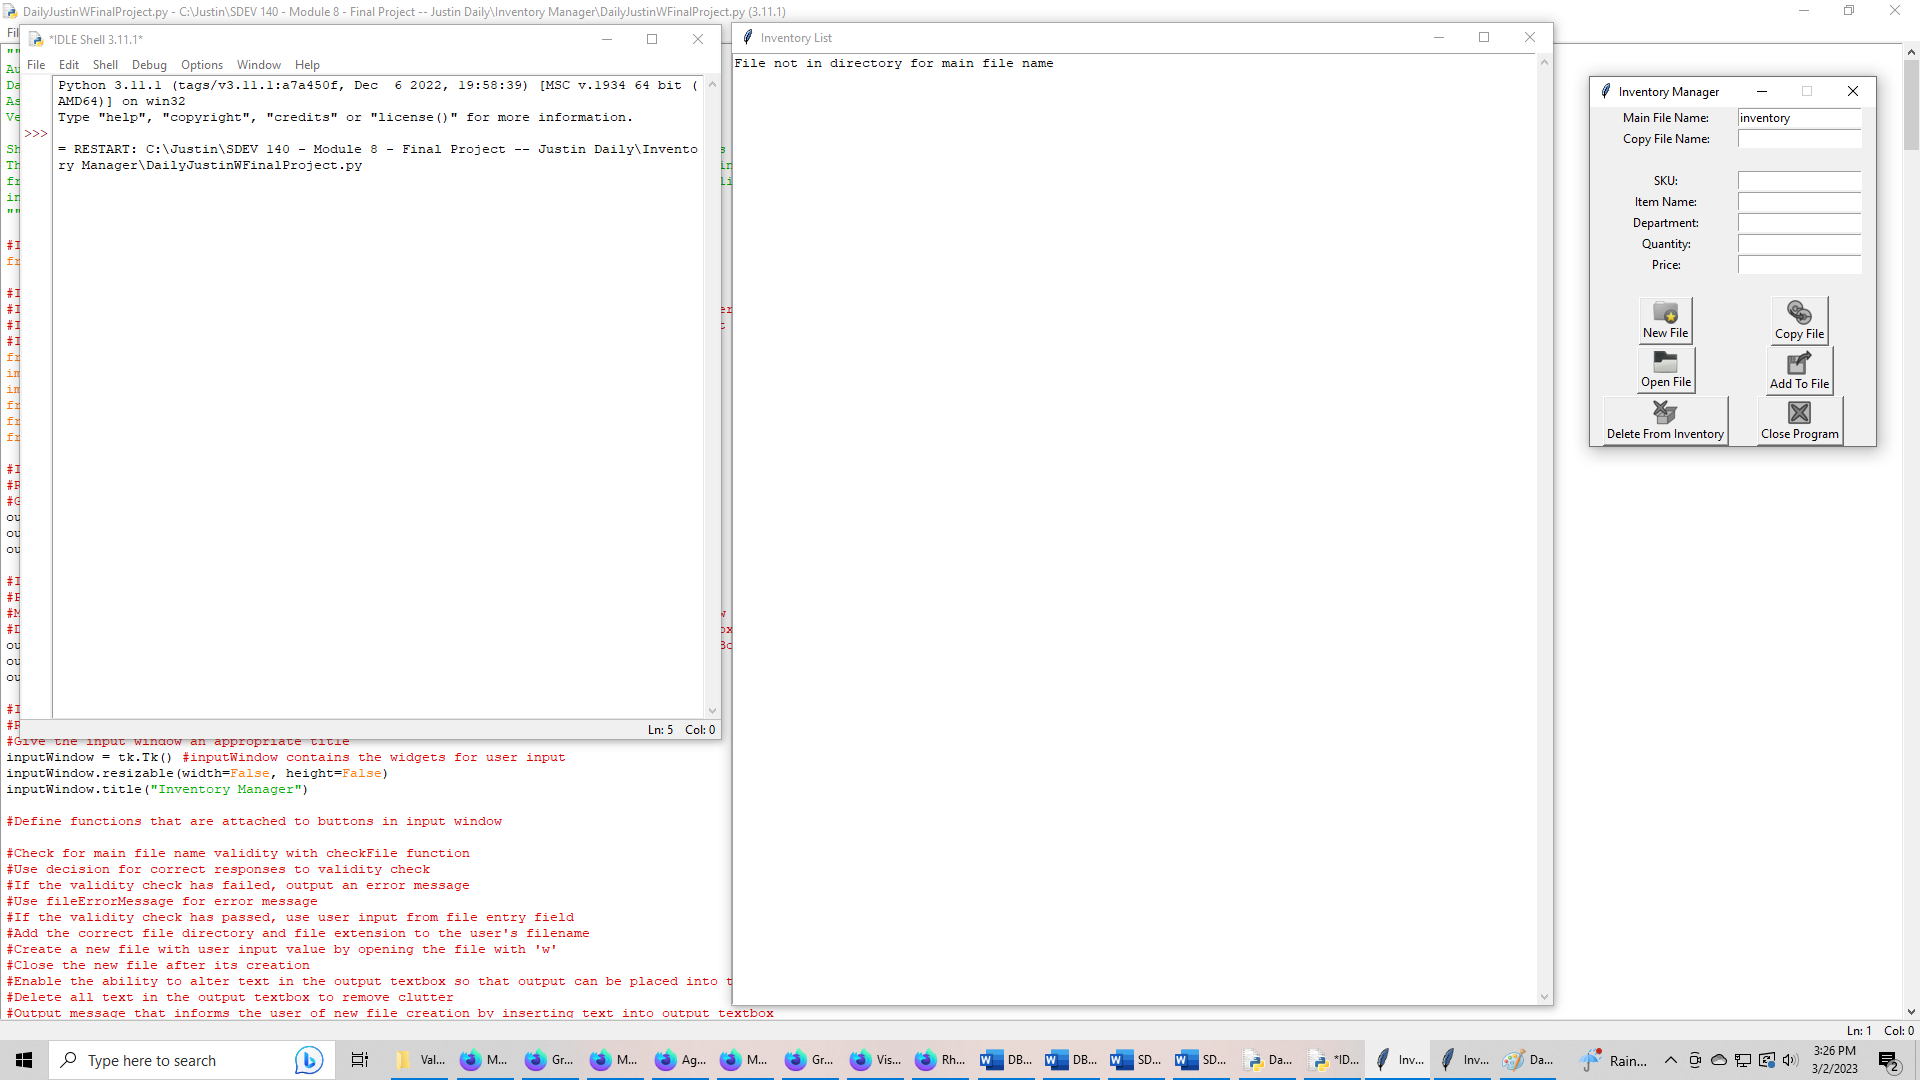 DailyJustinWFinalProject.py - C:\Justin\SDEV 140 - Module 8 - Final Project -- Justin Daily\Inventory Manager\DailyJustinWFinalProject.py (3.11.1)
*IDLE Shell 3.11.1*
File Edit Shell Debug Options Window Help
Python 3.11.1 (tags/v3.11.1:a7a450f, Dec  6 2022, 19:58:39) [MSC v.1934 64 bit (
AMD64)] on win32
Type "help", "copyright", "credits" or "license()" for more information.
>>>
= RESTART: C:\Justin\SDEV 140 - Module 8 - Final Project -- Justin Daily\Invento
ry Manager\DailyJustinWFinalProject.py
Ln: 5 Col: 0
Inventory List
File not in directory for main file name
Inventory Manager
Main File Name: inventory
Copy File Name:
SKU:
Item Name:
Department:
Quantity:
Price:
New File
Copy File
Open File
Add To File
Delete From Inventory
Close Program
#Give the input window an appropriate title
inputWindow = tk.Tk() #inputWindow contains the widgets for user input
inputWindow.resizable(width=False, height=False)
inputWindow.title("Inventory Manager")
#Define functions that are attached to buttons in input window
#Check for main file name validity with checkFile function
#Use decision for correct responses to validity check
#If the validity check has failed, output an error message
#Use fileErrorMessage for error message
#If the validity check has passed, use user input from file entry field
#Add the correct file directory and file extension to the user's filename
#Create a new file with user input value by opening the file with 'w'
#Close the new file after its creation
#Enable the ability to alter text in the output textbox so that output can be placed into t
#Delete all text in the output textbox to remove clutter
#Output message that informs the user of new file creation by inserting text into output textbox
Ln: 1 Col: 0
Type here to search
Val...
M...
Gr...
M...
Ag...
M...
Gr...
Vis...
Rh...
DB...
DB...
SD...
SD...
Da...
*ID...
Inv...
Inv...
Da...
Rain...
3:26 PM
3/2/2023
2